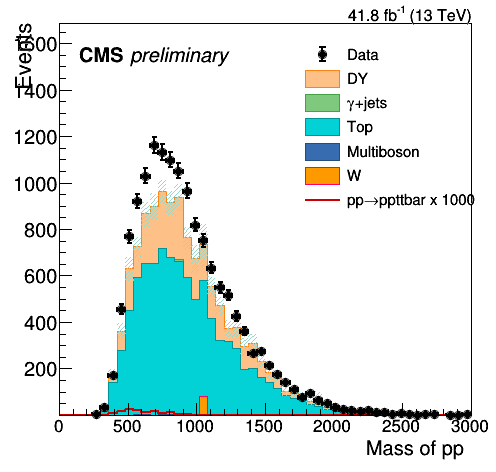 41.8 fb⁻¹ (13 TeV)
Events
CMS preliminary
Data
DY
γ+jets
Top
Multiboson
W
pp→ppttbar x 1000
1600
1400
1200
1000
800
600
400
200
0
500
1000
1500
2000
2500
3000
Mass of pp